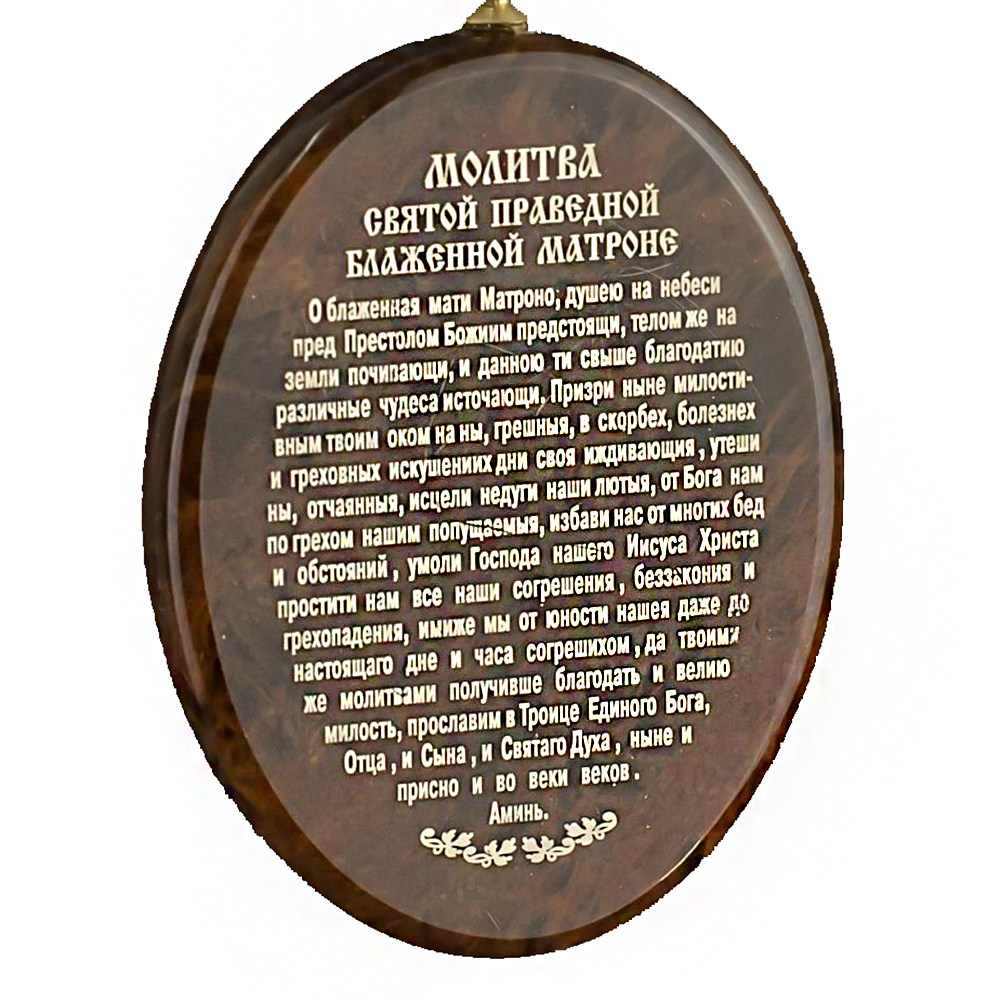 МОЛИТВА
СВЯТОЙ ПРАВЕДНОЙ
БЛАЖЕННОЙ МАТРОНЕ
О блаженная мати Матроно, душею на небеси
пред Престолом Божиим предстоящи, телом же на
земли почивающи, и данною ти свыше благодатию
различные чудеса источающи. Призри ныне милости-
вным твоим оком на ны, грешныя, в скорбех, болезнех
и греховных искушениих дни своя иждивающия, утеши
ны, отчаянныя, исцели недуги наши лютыя, от Бога нам
по грехом нашим попущаемыя, избави нас от многих бед
и обстояний, умоли Господа нашего Иисуса Христа
простити нам все наши согрешения, беззакония и
грехопадения, имиже мы от юности нашея даже до
настоящаго дне и часа согрешихом, да твоими
же молитвами получивше благодать и велию
милость, прославим в Троице Единого Бога,
Отца, и Сына, и Святаго Духа, ныне и
присно и во веки веков.
Аминь.